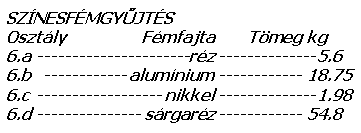 SZÍNESFÉMGYŰJTÉS
Osztály Fémfajta Tömeg kg
6.a ----------------------réz--------------5.6
6.b ------------alumínium------------ 18.75
6.c ------------------nikkel------------1.98
6.d ---------------sárgaréz------------ 54.8